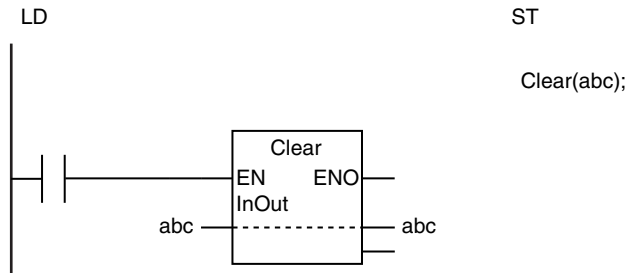 LD
ST
Clear(abc);
Clear
EN ENO
InOut
abc abc